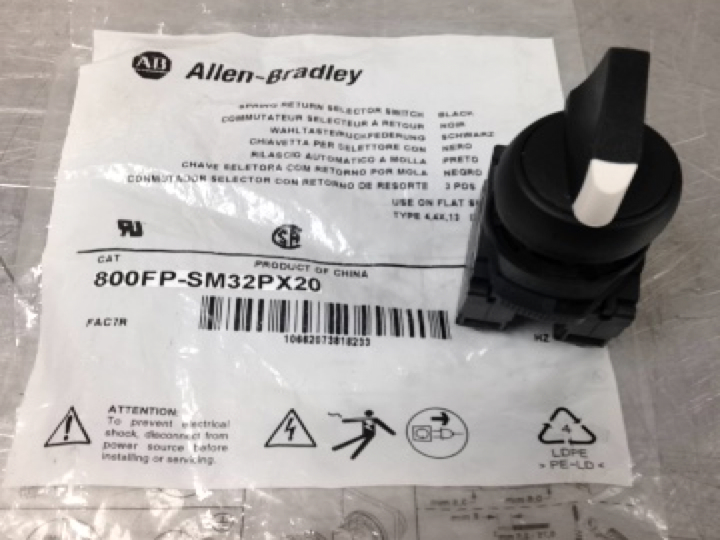 AB Allen-Bradley
SPRING RETURN SELECTOR SWITCH BLACK
COMMUTATEUR SELECTEUR A RETOUR NOIR
WAHLTASTE/RUCKFEDERUNG SCHWARZ
CHIAVETTA PER SELETTORE CON NERO
RILASCIO AUTOMATICO A MOLLA PRETO
CHAVE SELETORA COM RETORNO POR MOLA NEGRO
CONMUTADOR SELECTOR CON RETORNO DE RESORTE 3 POS
USE ON FLAT
TYPE 4,4X,13
CAT PRODUCT OF CHINA
800FP-SM32PX20
FAC7R
10662073818233
ATTENTION:
To prevent electrical
shock, disconnect from
power source before
installing or servicing.
4
LDPE
> PE-LD <